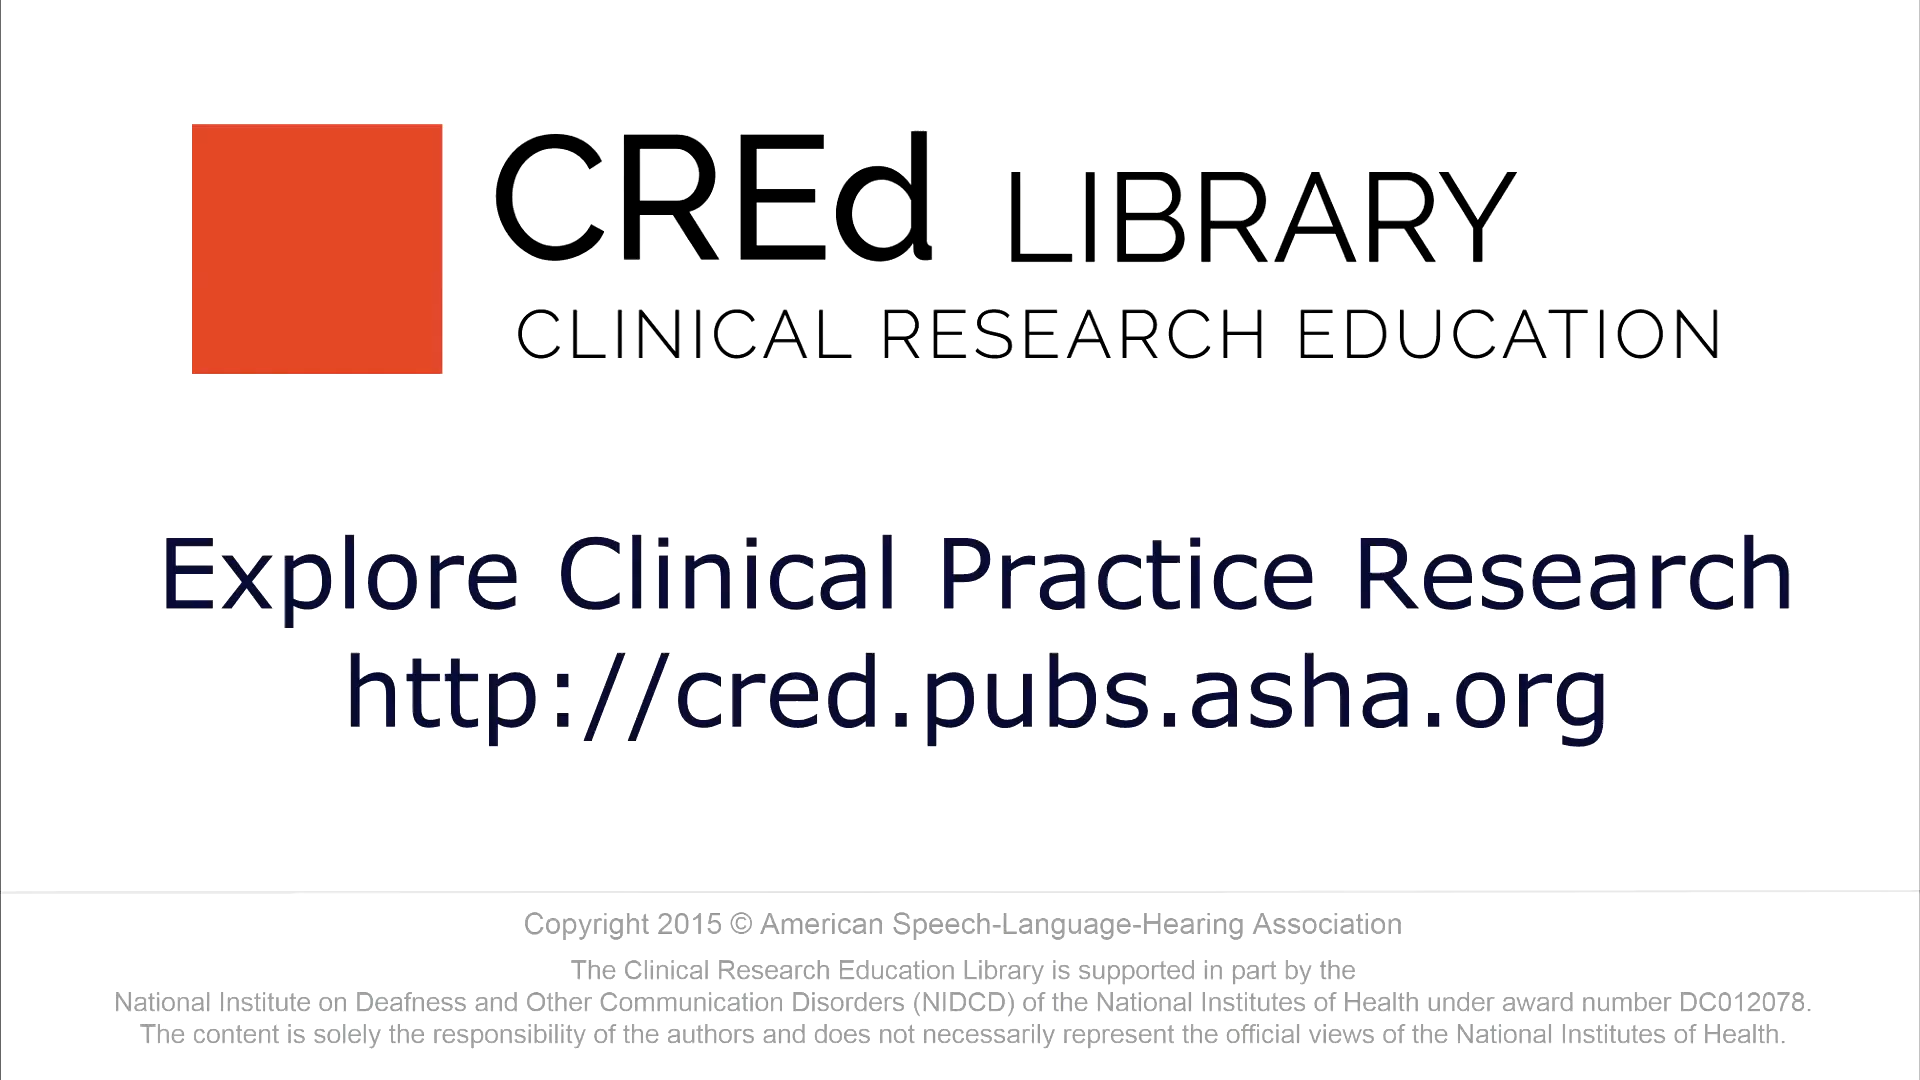 CREd LIBRARY
CLINICAL RESEARCH EDUCATION
Explore Clinical Practice Research
http://cred.pubs.asha.org
Copyright 2015 © American Speech-Language-Hearing Association
The Clinical Research Education Library is supported in part by the
National Institute on Deafness and Other Communication Disorders (NIDCD) of the National Institutes of Health under award number DC012078.
The content is solely the responsibility of the authors and does not necessarily represent the official views of the National Institutes of Health.